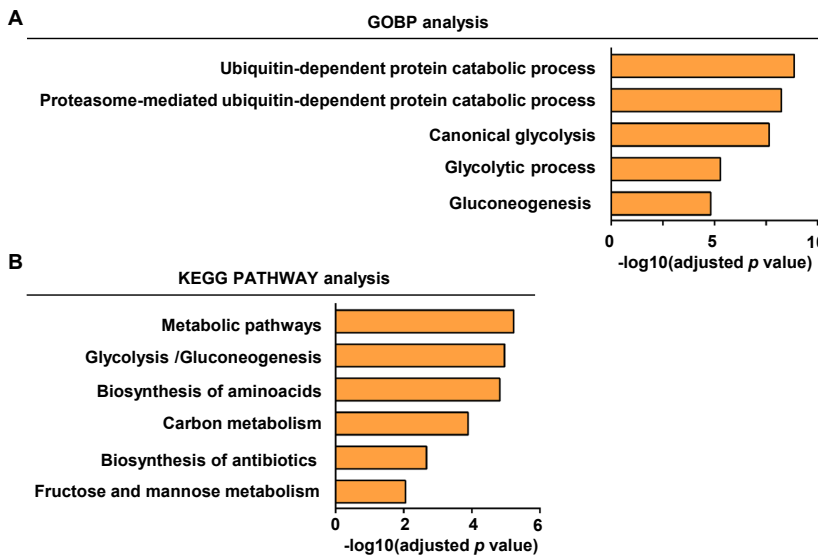 A
GOBP analysis
Ubiquitin-dependent protein catabolic process
Proteasome-mediated ubiquitin-dependent protein catabolic process
Canonical glycolysis
Glycolytic process
Gluconeogenesis
0 5 10
-log10(adjusted p value)
B
KEGG PATHWAY analysis
Metabolic pathways
Glycolysis /Gluconeogenesis
Biosynthesis of aminoacids
Carbon metabolism
Biosynthesis of antibiotics
Fructose and mannose metabolism
0 2 4 6
-log10(adjusted p value)